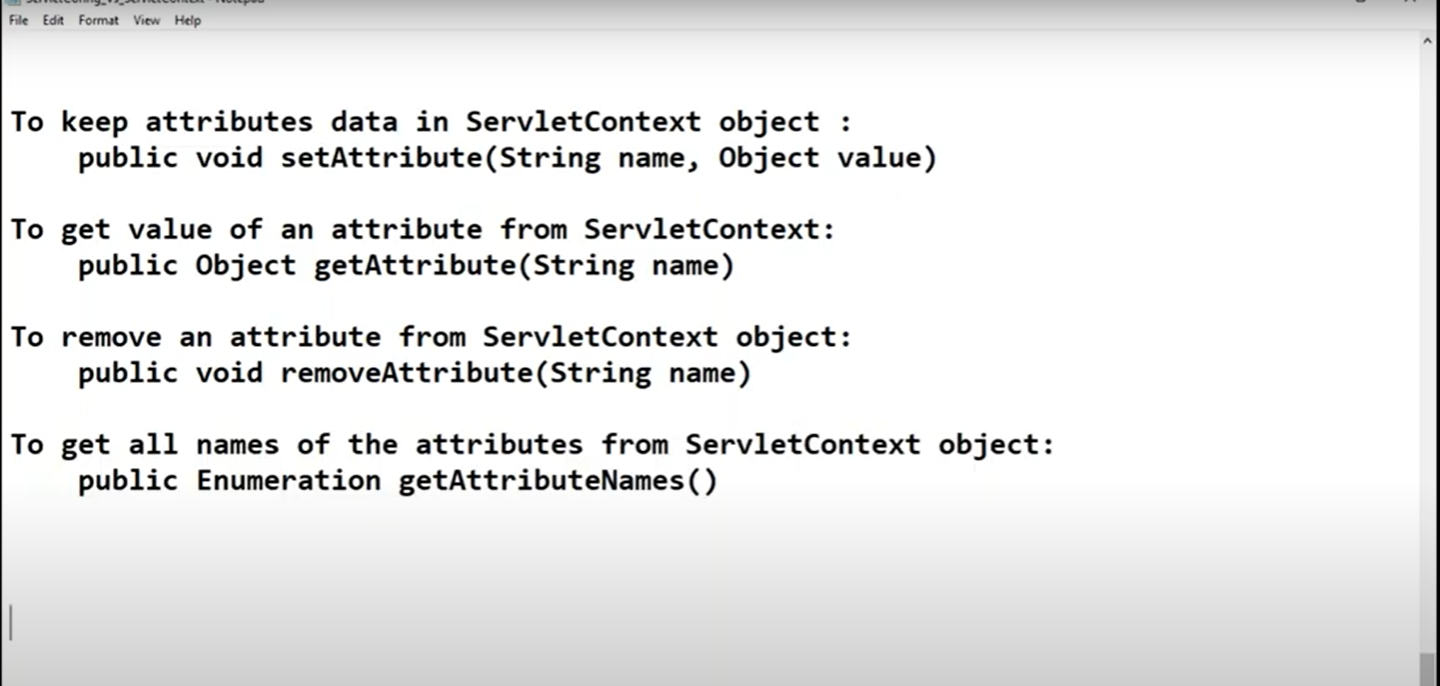 File Edit Format View Help
To keep attributes data in ServletContext object :
public void setAttribute(String name, Object value)
To get value of an attribute from ServletContext:
public Object getAttribute(String name)
To remove an attribute from ServletContext object:
public void removeAttribute(String name)
To get all names of the attributes from ServletContext object:
public Enumeration getAttributeNames()